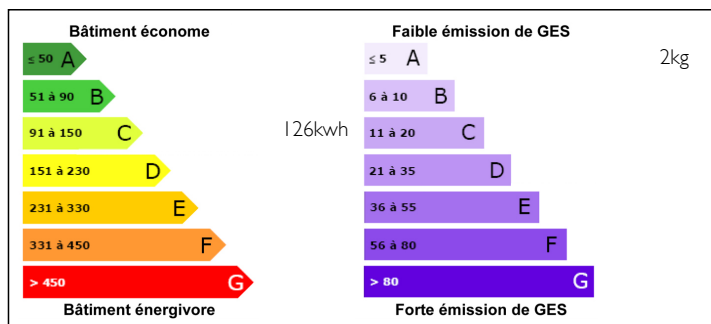 Bâtiment économe
≤ 50 A
51 à 90 B
91 à 150 C
126kwh
151 à 230 D
231 à 330 E
331 à 450 F
> 450 G
Bâtiment énergivore
Faible émission de GES
≤ 5 A
2kg
6 à 10 B
11 à 20 C
21 à 35 D
36 à 55 E
56 à 80 F
> 80 G
Forte émission de GES